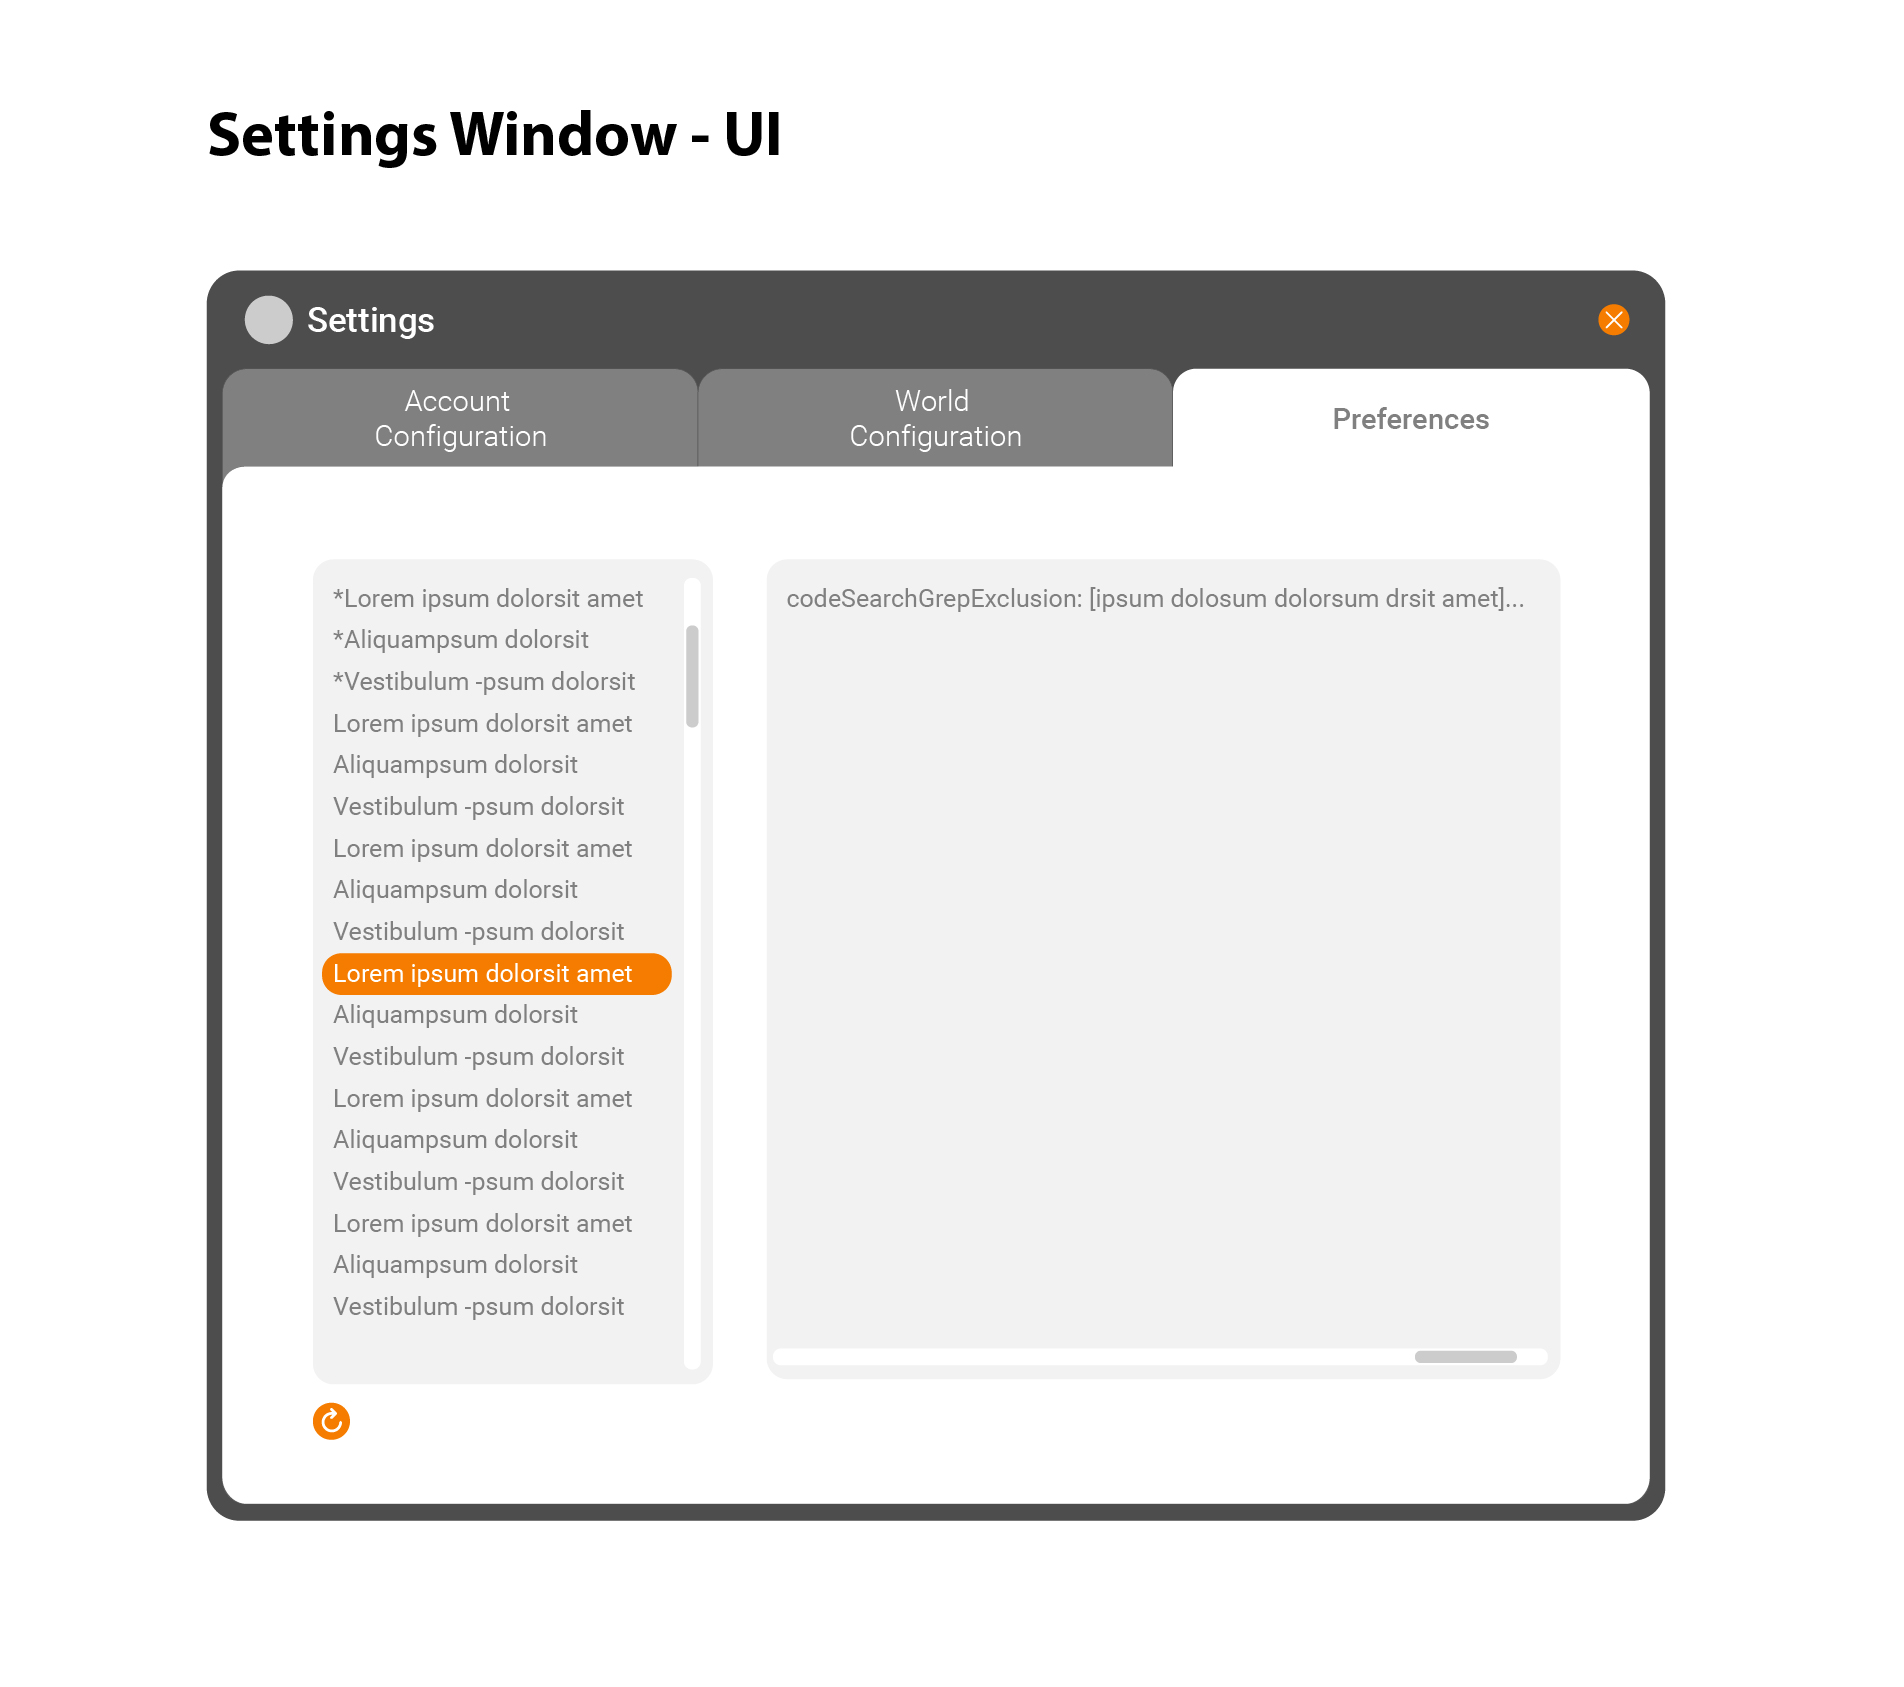 Settings Window - UI
Settings
Account
Configuration
World
Configuration
Preferences
*Lorem ipsum dolorsit amet
*Aliquampsum dolorsit
*Vestibulum -psum dolorsit
Lorem ipsum dolorsit amet
Aliquampsum dolorsit
Vestibulum -psum dolorsit
Lorem ipsum dolorsit amet
Aliquampsum dolorsit
Vestibulum -psum dolorsit
Lorem ipsum dolorsit amet
Aliquampsum dolorsit
Vestibulum -psum dolorsit
Lorem ipsum dolorsit amet
Aliquampsum dolorsit
Vestibulum -psum dolorsit
Lorem ipsum dolorsit amet
Aliquampsum dolorsit
Vestibulum -psum dolorsit
codeSearchGrepExclusion: [ipsum dolosum dolorsum drsit amet]...